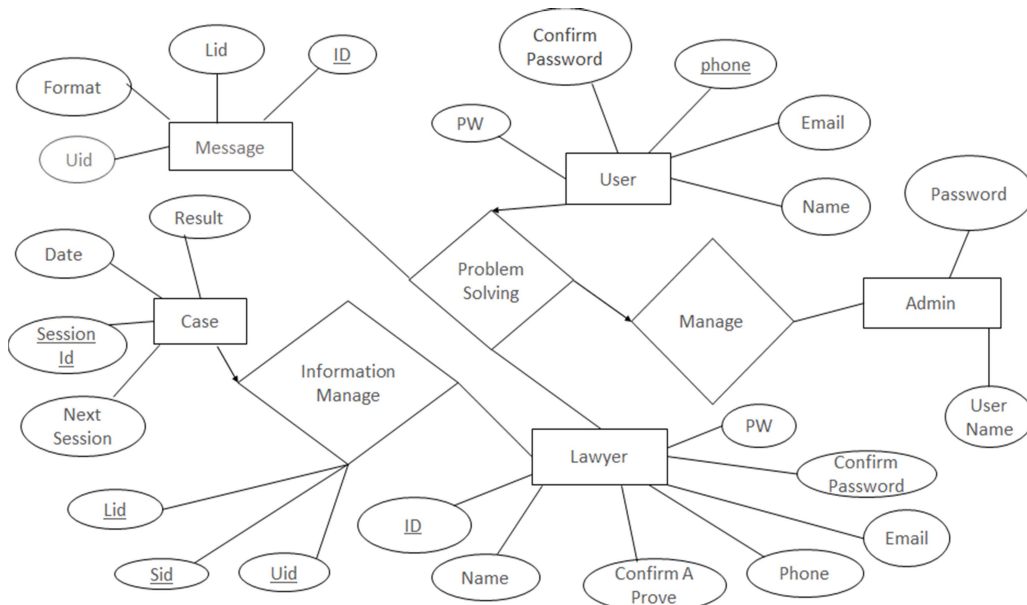 Lid
ID
Format
Uid
Message
Confirm
Password
phone
PW
Email
User
Name
Password
Result
Date
Case
Session
Id
Next
Session
Problem
Solving
Manage
Admin
User
Name
Information
Manage
PW
Lawyer
Confirm
Password
Lid
ID
Email
Sid
Uid
Name
Confirm A
Prove
Phone